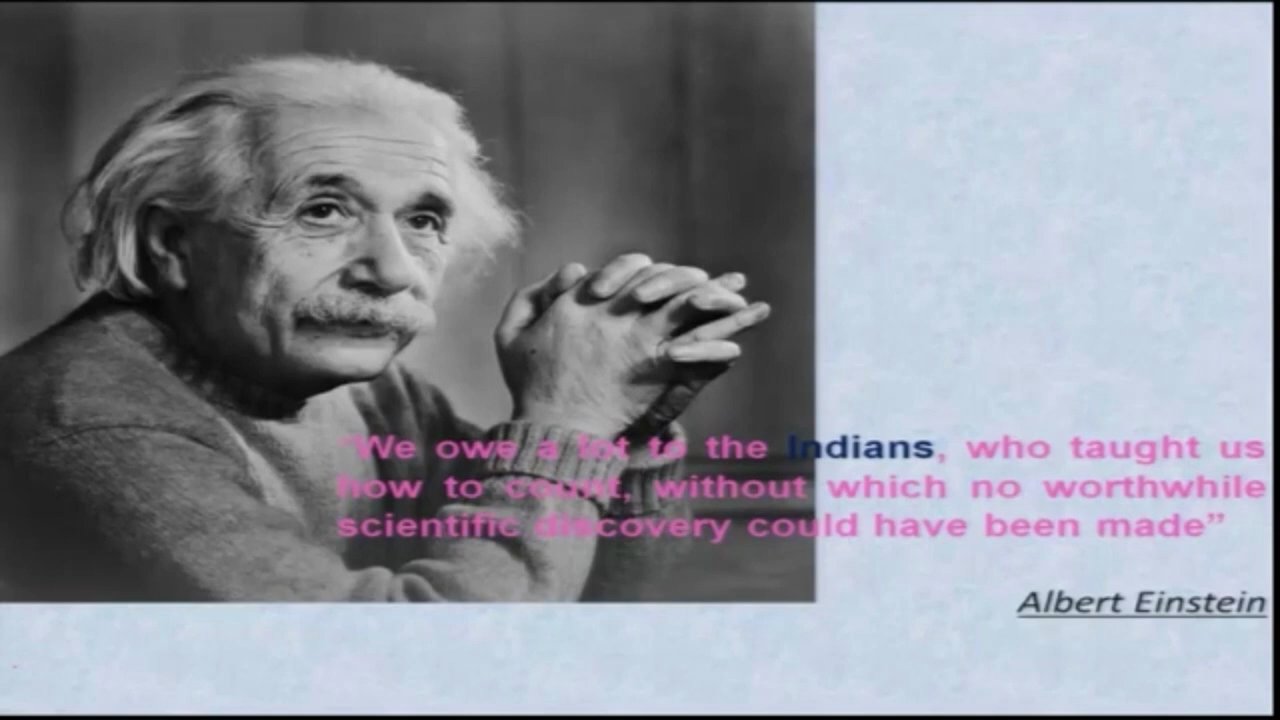 "We owe a lot to the Indians, who taught us
how to count, without which no worthwhile
scientific discovery could have been made”
Albert Einstein